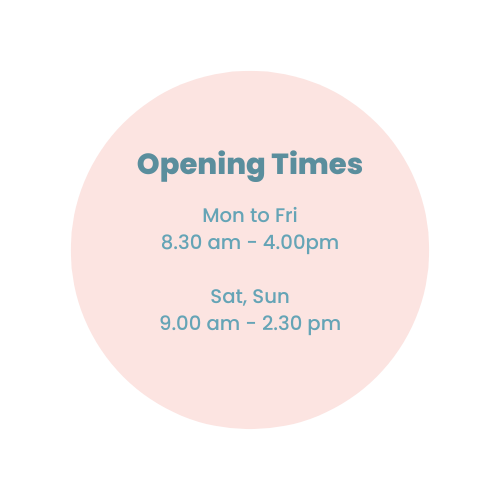 Opening Times
Mon to Fri
8.30 am - 4.00pm
Sat, Sun
9.00 am - 2.30 pm